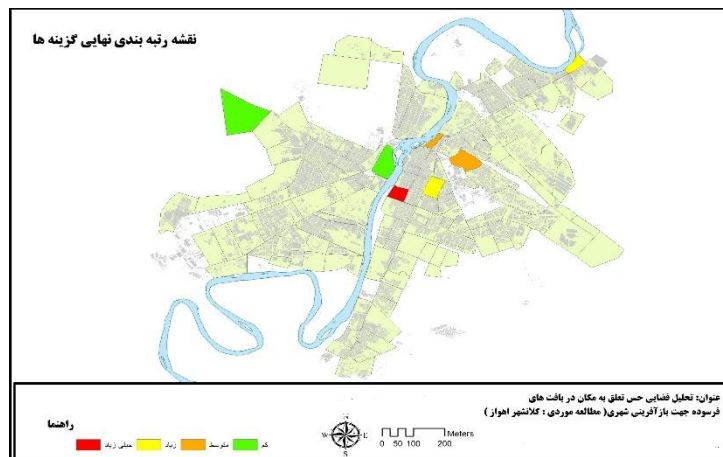 نقشه رتبه بندی نهایی گزینه ها
عنوان: تحلیل فضایی حس تعلق به مکان در بافت های
فرسوده جهت بازآفرینی شهری( مطالعه موردی : کلانشهر اهواز )
راهنما
خیلی زیاد زیاد متوسط کم
N
W E
S
Meters
0 50 100 200